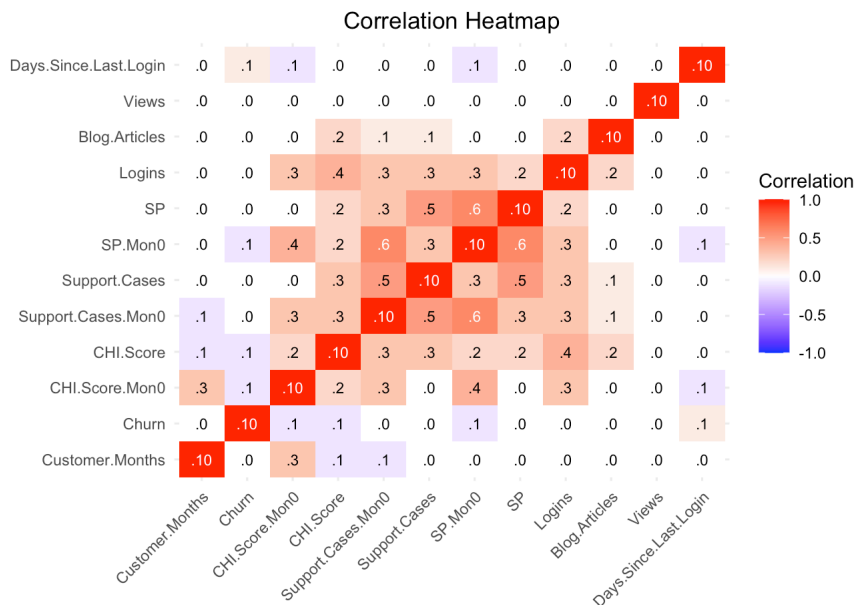 Correlation Heatmap
Days.Since.Last.Login .0 .1 .1 .0 .0 .0 .1 .0 .0 .0 .0 .10
Views .0 .0 .0 .0 .0 .0 .0 .0 .0 .0 .10 .0
Blog.Articles .0 .0 .0 .2 .1 .1 .0 .0 .2 .10 .0 .0
Logins .0 .0 .3 .4 .3 .3 .3 .2 .10 .2 .0 .0
SP .0 .0 .0 .2 .3 .5 .6 .10 .2 .0 .0 .0
SP.Mon0 .0 .1 .4 .2 .6 .3 .10 .6 .3 .0 .0 .1
Support.Cases .0 .0 .0 .3 .5 .10 .3 .5 .3 .1 .0 .0
Support.Cases.Mon0 .1 .0 .3 .3 .10 .5 .6 .3 .3 .1 .0 .0
CHI.Score .1 .1 .2 .10 .3 .3 .2 .2 .4 .2 .0 .0
CHI.Score.Mon0 .3 .1 .10 .2 .3 .0 .4 .0 .3 .0 .0 .1
Churn .0 .10 .1 .1 .0 .0 .1 .0 .0 .0 .0 .1
Customer.Months .10 .0 .3 .1 .1 .0 .0 .0 .0 .0 .0 .0
Customer.Months
Churn
CHI.Score.Mon0
CHI.Score
Support.Cases.Mon0
Support.Cases
SP.Mon0
SP
Logins
Blog.Articles
Views
Days.Since.Last.Login
Correlation
1.0
0.5
0.0
-0.5
-1.0